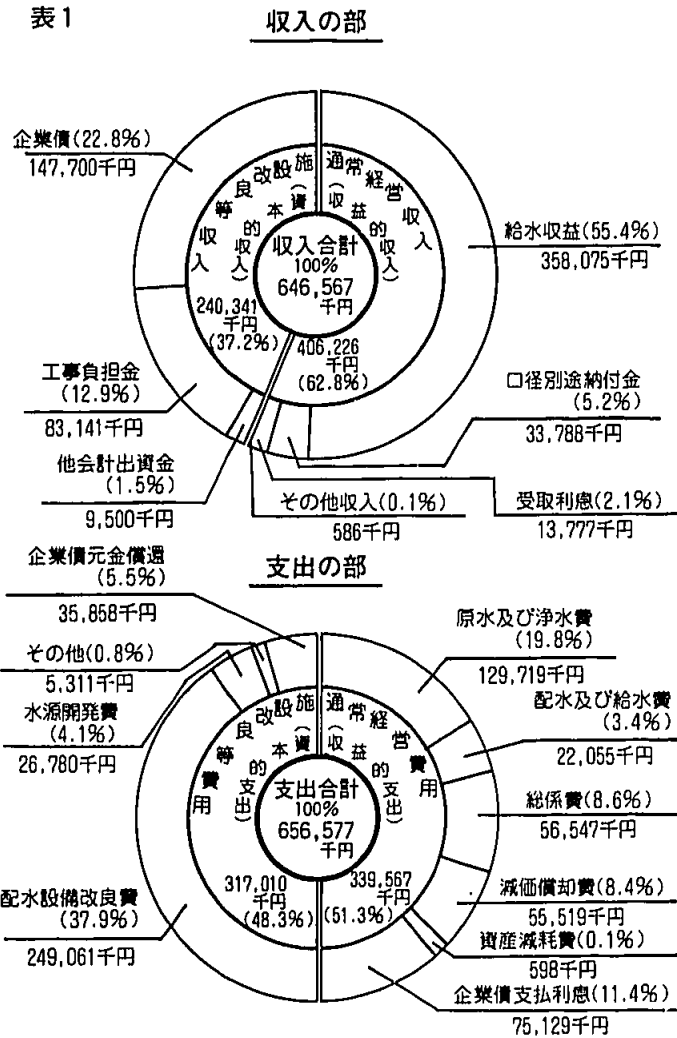 表1
収入の部
企業債(22.8%)
147,700千円
施設改良等収入
(資本的収入)
通常経営収入
(収益的収入)
収入合計
100%
646,567
千円
240,341
千円
(37.2%)
406,226
千円
(62.8%)
給水収益(55.4%)
358,075千円
工事負担金
(12.9%)
83,141千円
口径別途納付金
(5.2%)
33,788千円
他会計出資金
(1.5%)
9,500千円
その他収入(0.1%)
586千円
受取利息(2.1%)
13,777千円
支出の部
企業債元金償還
(5.5%)
35,858千円
その他(0.8%)
5,311千円
水源開発費
(4.1%)
26,780千円
配水設備改良費
(37.9%)
249,061千円
施設改良等費用
(資本的支出)
通常経営費用
(収益的支出)
支出合計
100%
656,577
千円
317,010
千円
(48.3%)
339,567
千円
(51.3%)
原水及び浄水費
(19.8%)
129,719千円
配水及び給水費
(3.4%)
22,055千円
総係費(8.6%)
56,547千円
減価償却費(8.4%)
55,519千円
資産減耗費(0.1%)
598千円
企業債支払利息(11.4%)
75,129千円